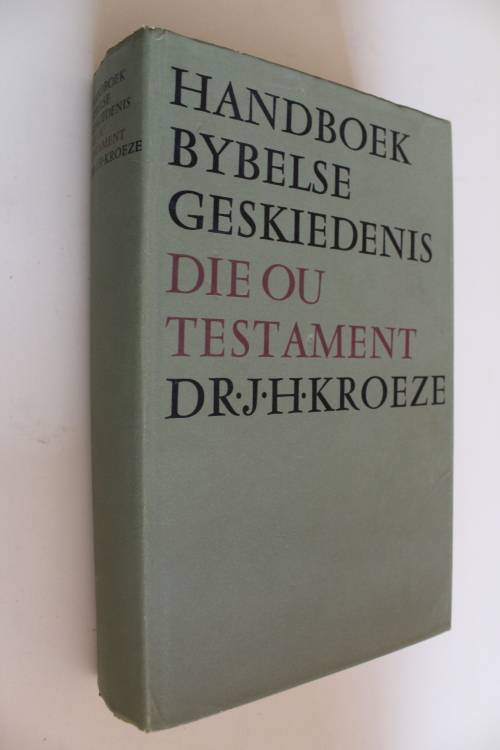 HANDBOEK
BYBELSE
GESKIEDENIS
DIE OU
TESTAMENT
DR·J·H·KROEZE